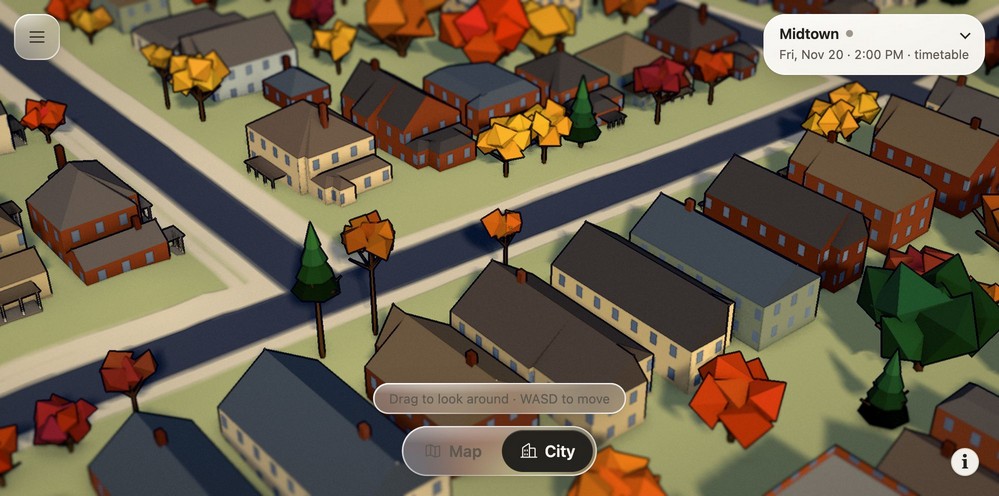 Midtown
Fri, Nov 20 · 2:00 PM · timetable
Drag to look around · WASD to move
Map
City
i